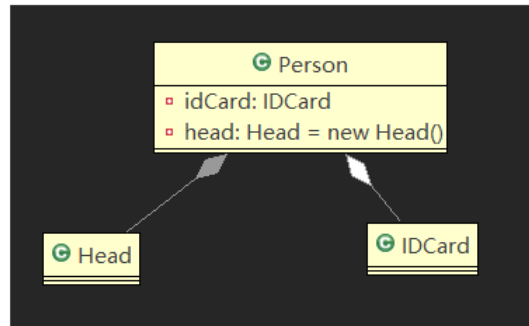 C Person
idCard: IDCard
head: Head = new Head()
C Head
C IDCard